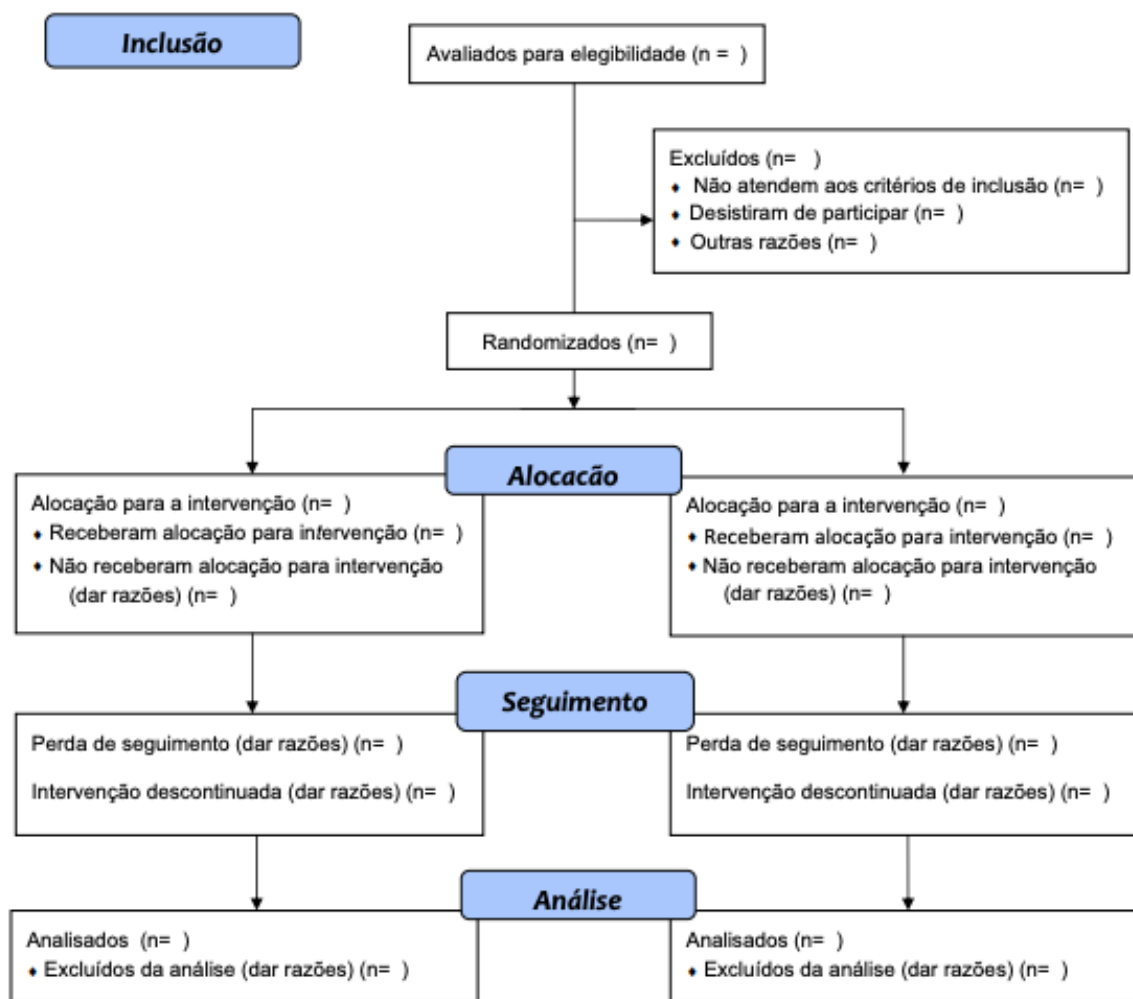 Inclusão
Avaliados para elegibilidade (n =  )
Excluídos (n=  )
♦ Não atendem aos critérios de inclusão (n=  )
♦ Desistiram de participar (n=  )
♦ Outras razões (n=  )
Randomizados (n=  )
Alocacão
Alocação para a intervenção (n=  )
♦ Receberam alocação para intervenção (n=  )
♦ Não receberam alocação para intervenção
(dar razões) (n=  )
Alocação para a intervenção (n=  )
♦ Receberam alocação para intervenção (n=  )
♦ Não receberam alocação para intervenção
(dar razões) (n=  )
Seguimento
Perda de seguimento (dar razões) (n=  )
Intervenção descontinuada (dar razões) (n=  )
Perda de seguimento (dar razões) (n=  )
Intervenção descontinuada (dar razões) (n=  )
Análise
Analisados  (n=  )
♦ Excluídos da análise (dar razões) (n=  )
Analisados (n=  )
♦ Excluídos da análise (dar razões) (n=  )